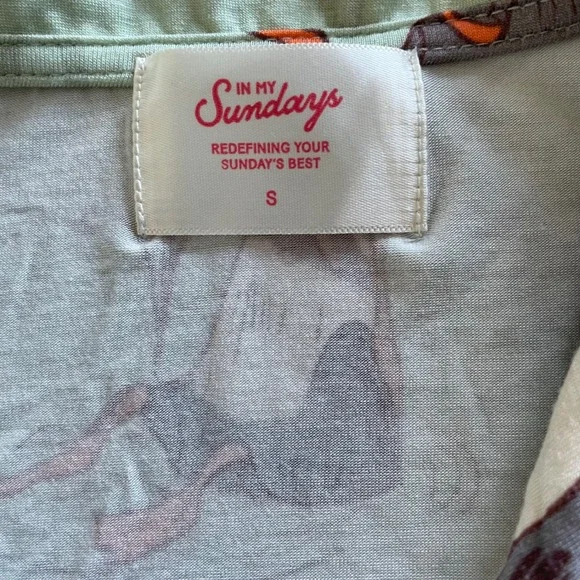 IN MY
Sundays
REDEFINING YOUR
SUNDAY'S BEST
S